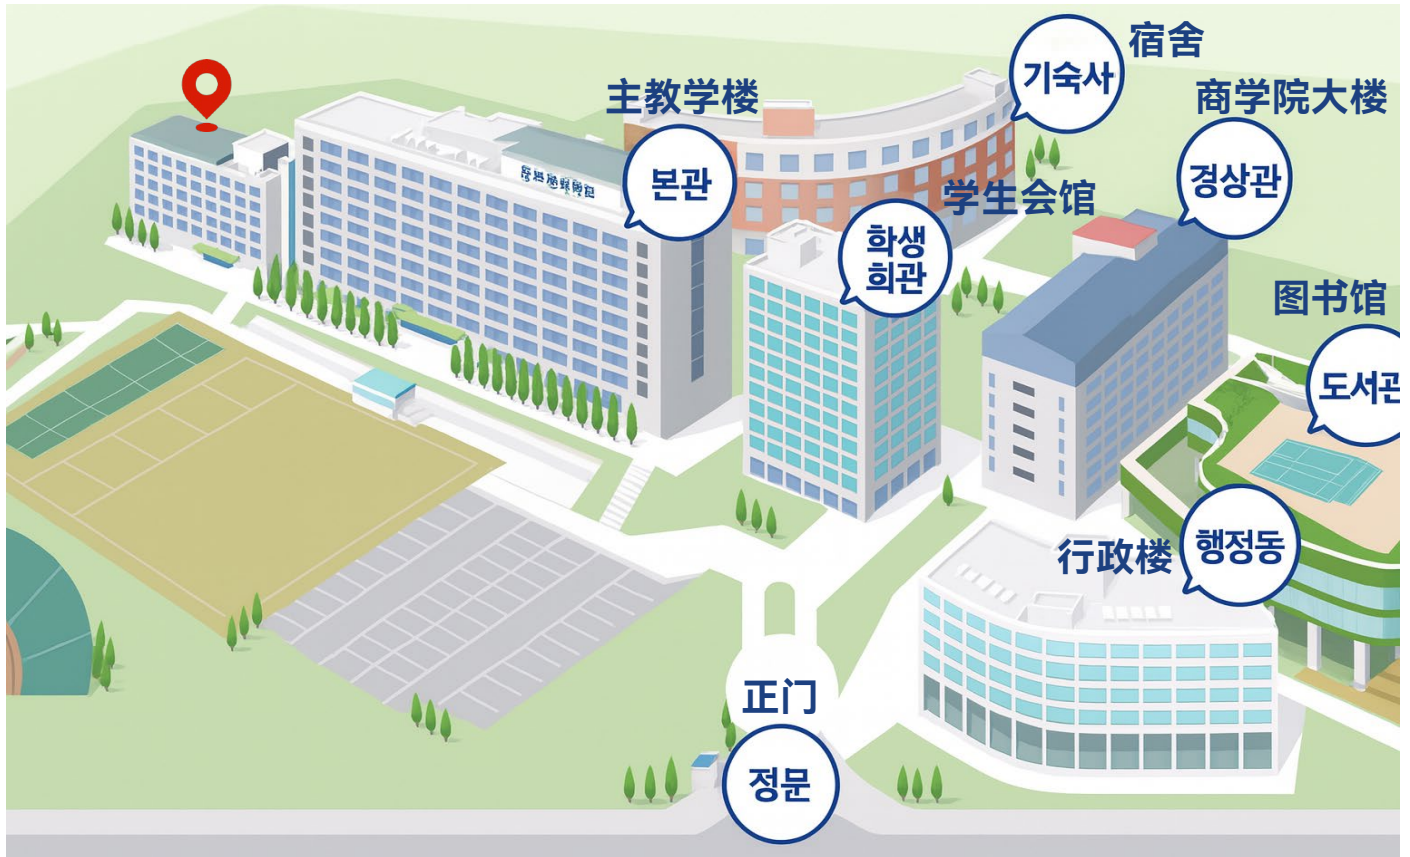 宿舍
기숙사
商学院大楼
主教学楼
경상관
본관
学生会馆
학생
회관
图书馆
도서관
行政楼
행정동
正门
정문